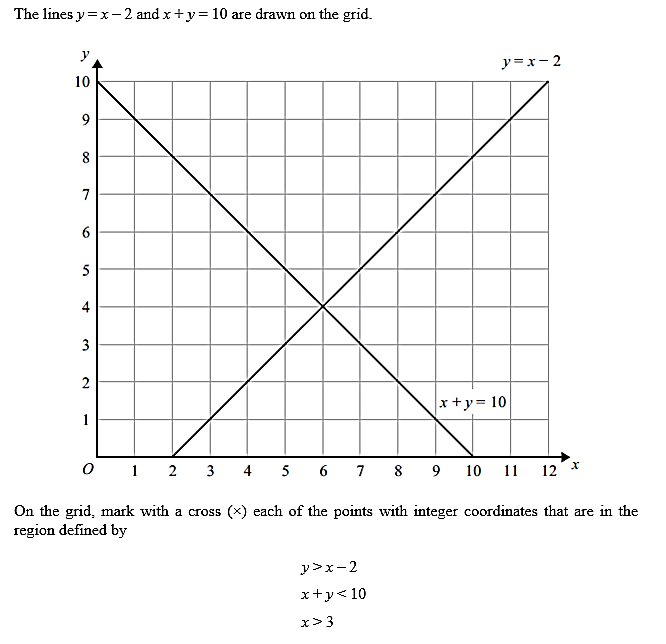 The lines y = x – 2 and x + y = 10 are drawn on the grid.
y
y = x – 2
10
9
8
7
6
5
4
3
2
x + y = 10
1
O 1 2 3 4 5 6 7 8 9 10 11 12 x
On the grid, mark with a cross (×) each of the points with integer coordinates that are in the
region defined by
y > x – 2
x + y < 10
x > 3